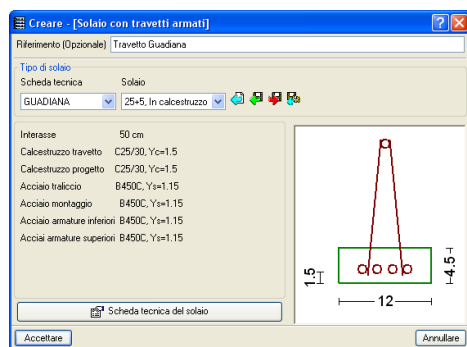 Creare - [Solaio con travetti armati]
Riferimento (Opzionale) Travetto Guadiana
Tipo di solaio
Scheda tecnica Solaio
GUADIANA 25+5, In calcestruzzo
Interasse 50 cm
Calcestruzzo travetto C25/30, Yc=1.5
Calcestruzzo progetto C25/30, Yc=1.5
Acciaio traliccio B450C, Ys=1.15
Acciaio montaggio B450C, Ys=1.15
Acciaio armature inferiori B450C, Ys=1.15
Acciai armature superiori B450C, Ys=1.15
1.5
4.5
12
Scheda tecnica del solaio
Accettare Annullare